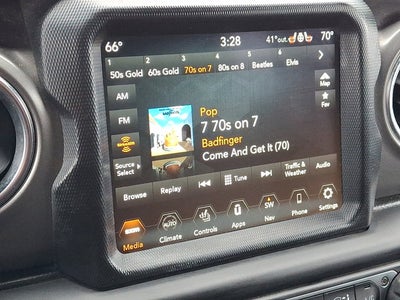 66° 3:28 41°out 70°
1 2 3 4 5 6
50s Gold 60s Gold 70s on 7 80s on 8 Beatles Elvis
AM
Map
FM
Fav
Pop
7 70s on 7
Badfinger
Come And Get It (70)
Source
Select
Browse Replay Tune Traffic &
Weather Audio
Media Climate Controls Apps Nav Phone Settings
AUTO
SW